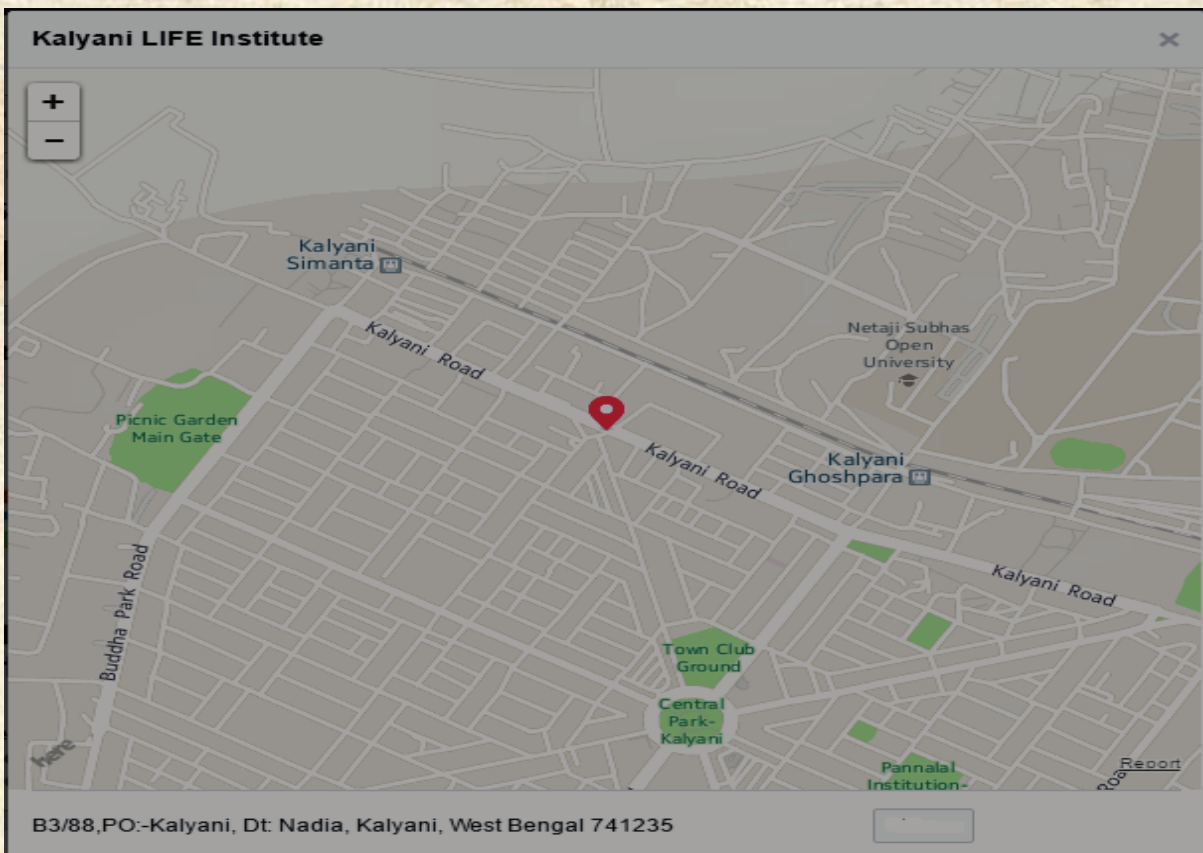 Kalyani LIFE Institute
×
+
−
Kalyani
Simanta
Kalyani Road
Netaji Subhas
Open
University
Picnic Garden
Main Gate
Kalyani Road
Kalyani
Ghoshpara
Kalyani Road
Buddha Park Road
Town Club
Ground
Central
Park-
Kalyani
here
Pannalal
Institution-
Roa
Report
B3/88,PO:-Kalyani, Dt: Nadia, Kalyani, West Bengal 741235